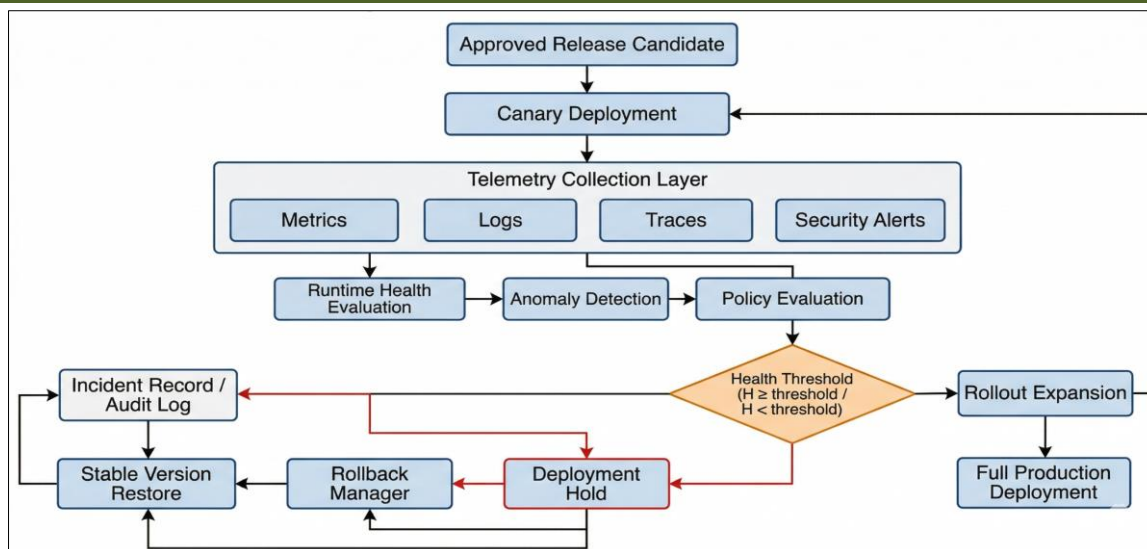 Approved Release Candidate
Canary Deployment
Telemetry Collection Layer
Metrics
Logs
Traces
Security Alerts
Runtime Health
Evaluation
Anomaly Detection
Policy Evaluation
Health Threshold
(H ≥ threshold /
H < threshold)
Incident Record /
Audit Log
Rollout Expansion
Stable Version
Restore
Rollback
Manager
Deployment
Hold
Full Production
Deployment